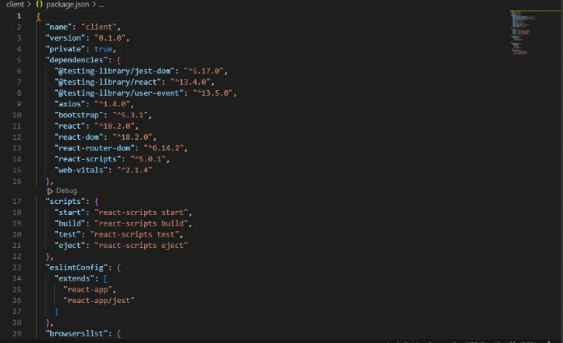 client > {} package.json > ...
1 {
2 "name": "client",
3 "version": "0.1.0",
4 "private": true,
5 "dependencies": {
6 "@testing-library/jest-dom": "^5.17.0",
7 "@testing-library/react": "^13.4.0",
8 "@testing-library/user-event": "^13.5.0",
9 "axios": "^1.4.0",
10 "bootstrap": "^5.3.1",
11 "react": "^18.2.0",
12 "react-dom": "^18.2.0",
13 "react-router-dom": "^6.14.2",
14 "react-scripts": "^5.0.1",
15 "web-vitals": "^2.1.4"
16 },
Debug
17 "scripts": {
18 "start": "react-scripts start",
19 "build": "react-scripts build",
20 "test": "react-scripts test",
21 "eject": "react-scripts eject"
22 },
23 "eslintConfig": {
24 "extends": [
25 "react-app",
26 "react-app/jest"
27 ]
28 },
29 "browserslist": {